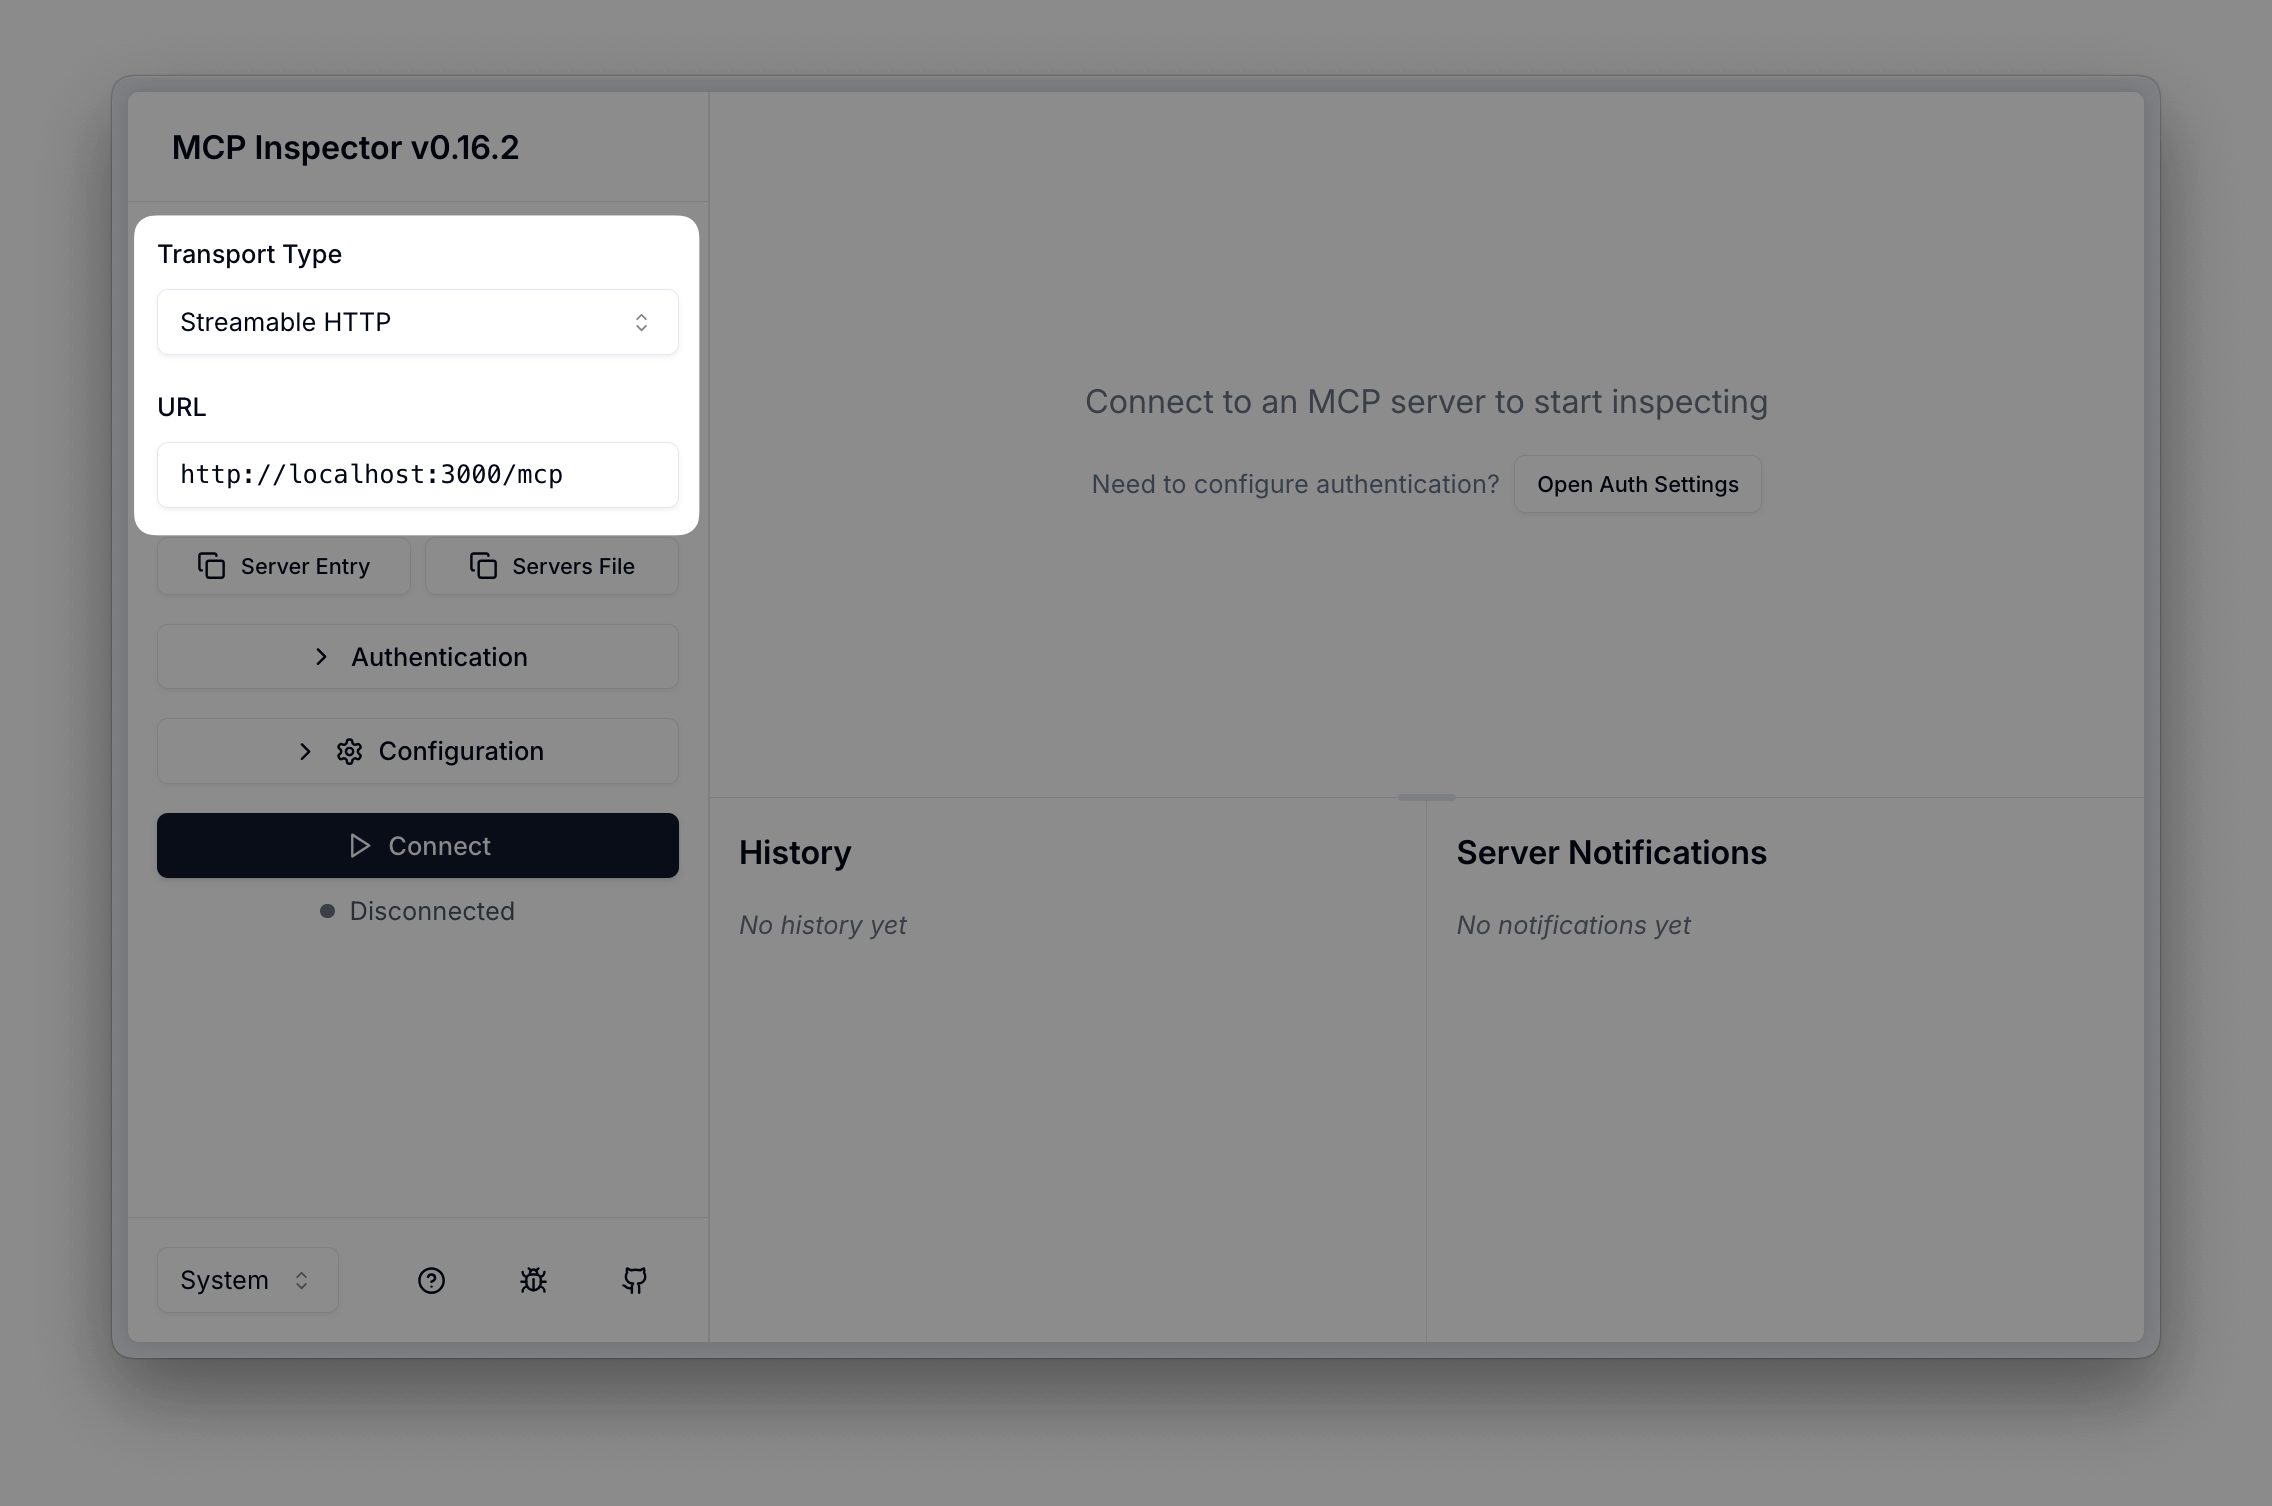 MCP Inspector v0.16.2
Transport Type
Streamable HTTP
URL
http://localhost:3000/mcp
Server Entry
Servers File
Authentication
Configuration
Connect
Disconnected
System
Connect to an MCP server to start inspecting
Need to configure authentication?
Open Auth Settings
History
No history yet
Server Notifications
No notifications yet